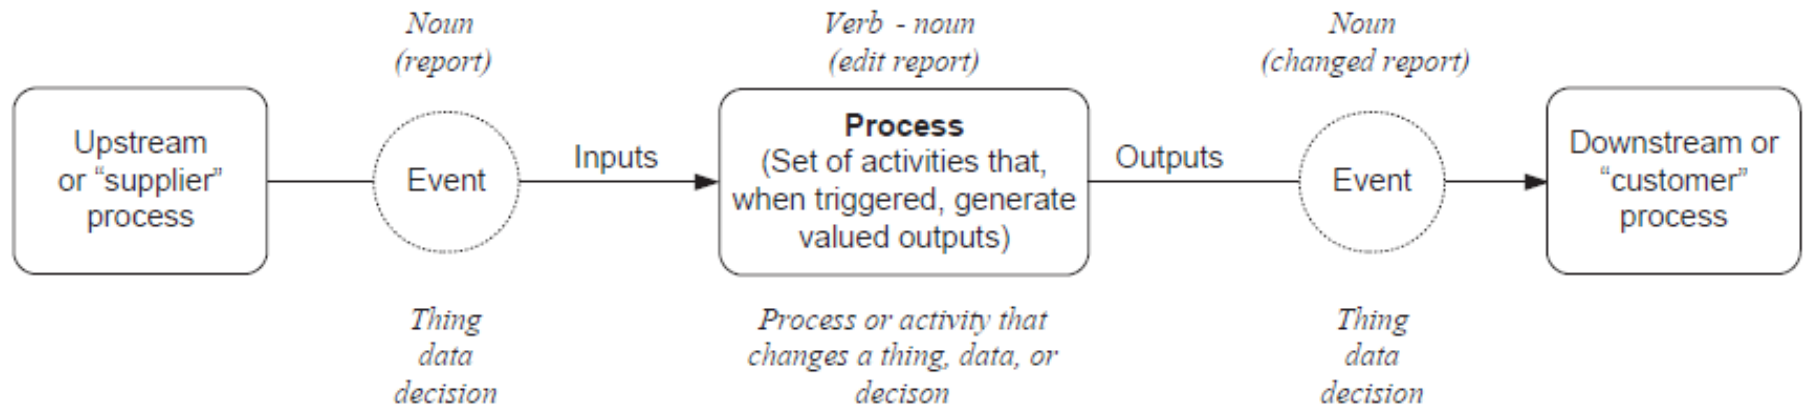 Noun
(report)
Verb - noun
(edit report)
Noun
(changed report)
Upstream
or “supplier”
process
Event
Inputs
Process
(Set of activities that,
when triggered, generate
valued outputs)
Outputs
Event
Downstream or
“customer”
process
Thing
data
decision
Process or activity that
changes a thing, data, or
decison
Thing
data
decision